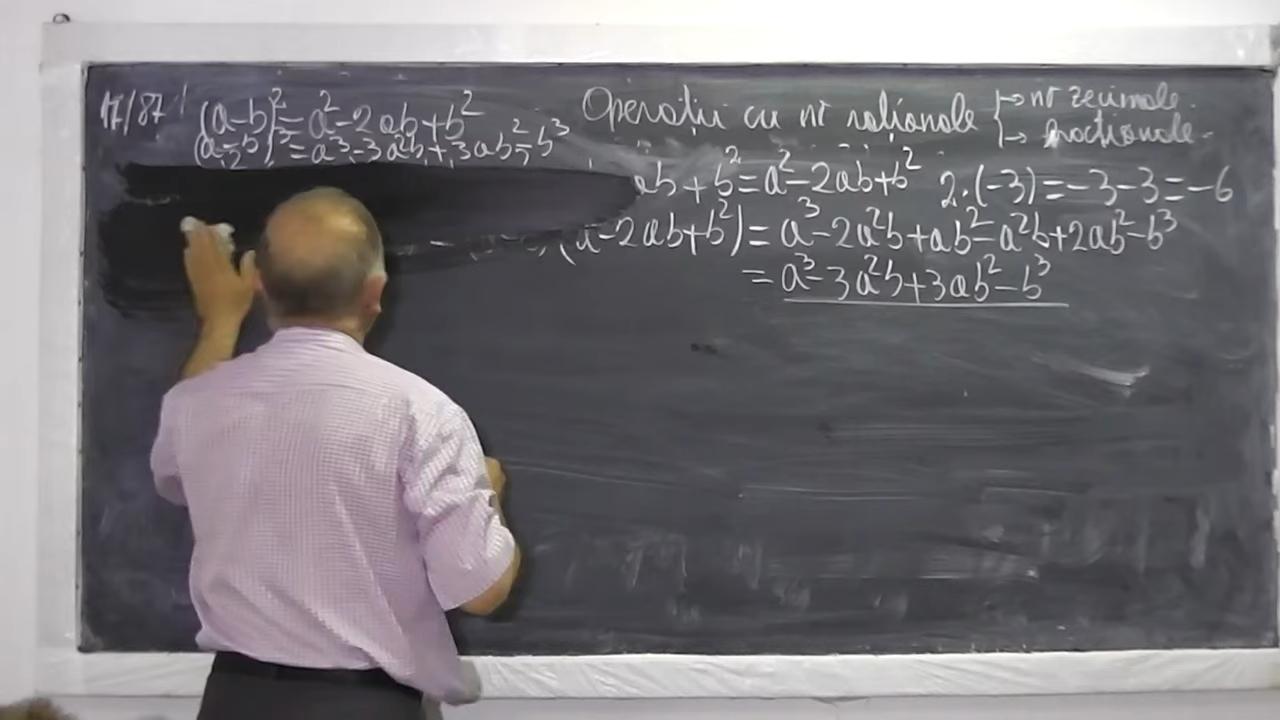 17/87 (a-b)²=a²-2ab+b² Operații cu nr raționale → nr zecimale
(a-b)³=a³-3a²b+3ab²-b³ → fracționale
ab+b²=a²-2ab+b² 2·(-3)=-3-3=-6
-2ab+b²)=a³-2a²b+ab²-a²b+2ab²-b³
=a³-3a²b+3ab²-b³